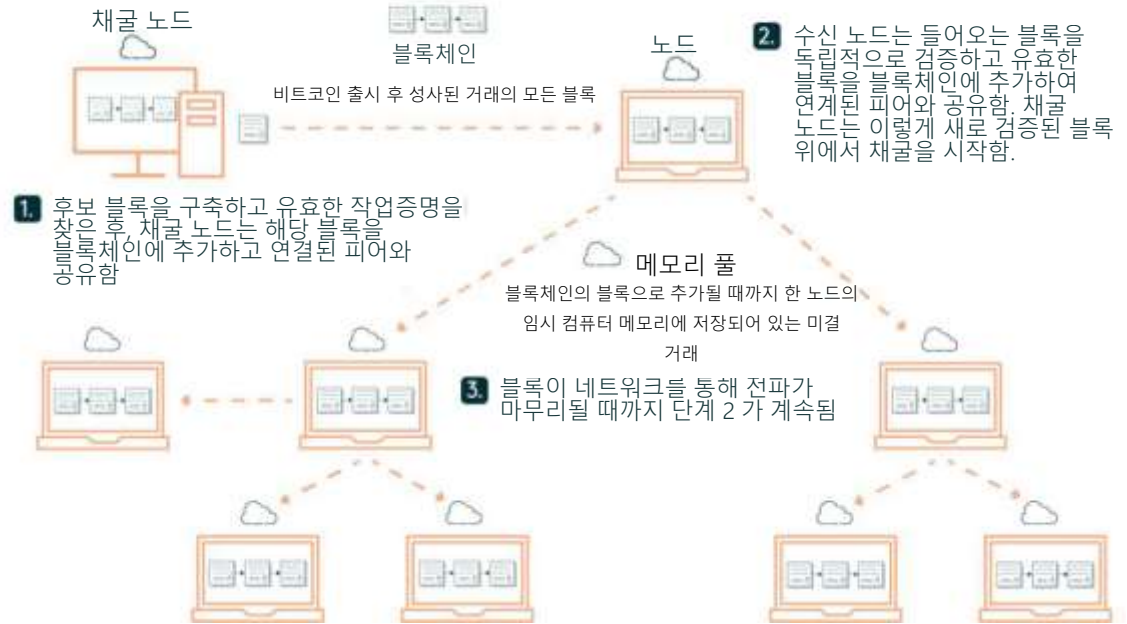 채굴 노드
블록체인
비트코인 출시 후 성사된 거래의 모든 블록
노드
2. 수신 노드는 들어오는 블록을
독립적으로 검증하고 유효한
블록을 블록체인에 추가하여
연계된 피어와 공유함. 채굴
노드는 이렇게 새로 검증된 블록
위에서 채굴을 시작함.
1. 후보 블록을 구축하고 유효한 작업증명을
찾은 후, 채굴 노드는 해당 블록을
블록체인에 추가하고 연결된 피어와
공유함
메모리 풀
블록체인의 블록으로 추가될 때까지 한 노드의
임시 컴퓨터 메모리에 저장되어 있는 미결
거래
3. 블록이 네트워크를 통해 전파가
마무리될 때까지 단계 2 가 계속됨